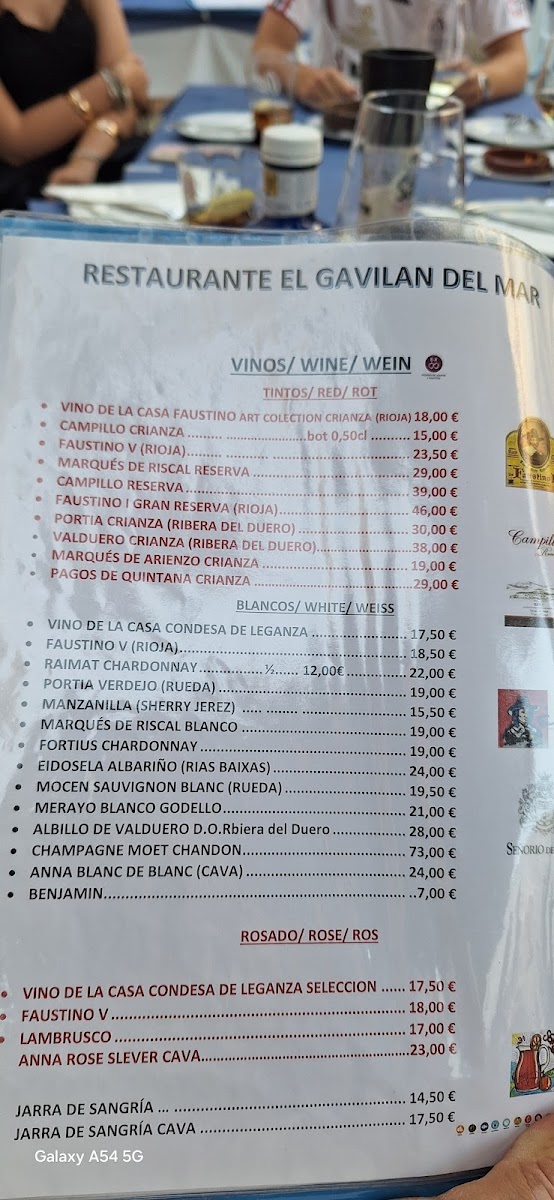 RESTAURANTE EL GAVILAN DEL MAR
VINOS/ WINE/ WEIN
TINTOS/ RED/ ROT
• VINO DE LA CASA FAUSTINO ART COLECTION CRIANZA (RIOJA) 18,00 €
• CAMPILLO CRIANZA ......... .....................bot 0,50cl .......... 15,00 €
• FAUSTINO V (RIOJA)....... ................................................ 23,50 €
• MARQUÉS DE RISCAL RESERVA ........................................ 29,00 €
• CAMPILLO RESERVA......................................................... 39,00 €
• FAUSTINO I GRAN RESERVA (RIOJA)................................. 46,00 €
• PORTIA CRIANZA (RIBERA DEL DUERO) ............................ 30,00 €
• VALDUERO CRIANZA (RIBERA DEL DUERO)........................38,00 €
• MARQUÉS DE ARIENZO CRIANZA ..................................... 19,00 €
• PAGOS DE QUINTANA CRIANZA .......................................29,00 €
BLANCOS/ WHITE/ WEISS
• VINO DE LA CASA CONDESA DE LEGANZA ........................ 17,50 €
• FAUSTINO V (RIOJA).......................................................... 18,50 €
• RAIMAT CHARDONNAY................ ½...... 12,00€ ................ 22,00 €
• PORTIA VERDEJO (RUEDA) ................................................ 19,00 €
• MANZANILLA (SHERRY JEREZ) ..... ................................... 15,50 €
• MARQUÉS DE RISCAL BLANCO .......................................... 19,00 €
• FORTIUS CHARDONNAY.................................................... 19,00 €
• EIDOSELA ALBARIÑO (RIAS BAIXAS).................................. 24,00 €
• MOCEN SAUVIGNON BLANC (RUEDA)............................... 19,50 €
• MERAYO BLANCO GODELLO.............................................. 21,00 €
• ALBILLO DE VALDUERO D.O.Rbiera del Duero .................. 28,00 €
• CHAMPAGNE MOET CHANDON......................................... 73,00 €
• ANNA BLANC DE BLANC (CAVA) ........................................ 24,00 €
• BENJAMIN..........................................................................7,00 €
ROSADO/ ROSE/ ROS
• VINO DE LA CASA CONDESA DE LEGANZA SELECCION ...... 17,50 €
• FAUSTINO V ....................................................................... 18,00 €
• LAMBRUSCO ...................................................................... 17,00 €
ANNA ROSE SLEVER CAVA....................................................23,00 €
JARRA DE SANGRÍA ... ......................................................... 14,50 €
JARRA DE SANGRÍA CAVA .................................................... 17,50 €
Faustino
Campill
SEÑORIO DE
Galaxy A54 5G